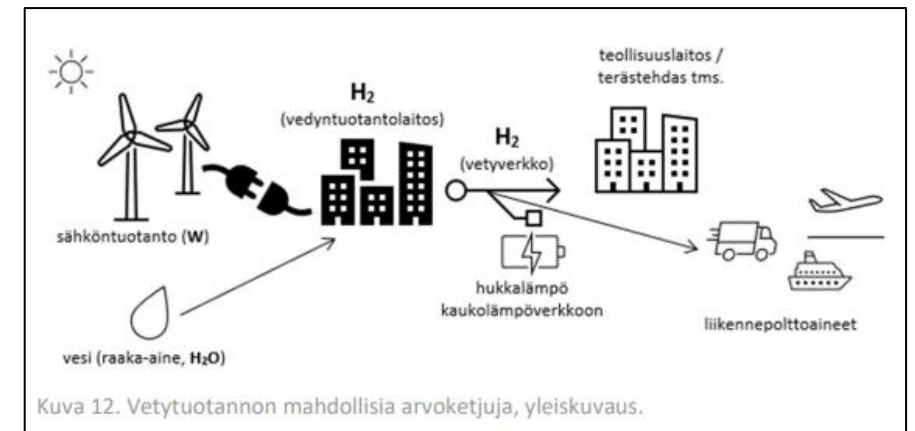 sähköntuotanto (W)
vesi (raaka-aine, H₂O)
H₂
(vedyntuotantolaitos)
H₂
(vetyverkko)
hukkalämpö
kaukolämpöverkkoon
teollisuuslaitos /
terästehdas tms.
liikennepolttoaineet
Kuva 12. Vetytuotannon mahdollisia arvoketjuja, yleiskuvaus.